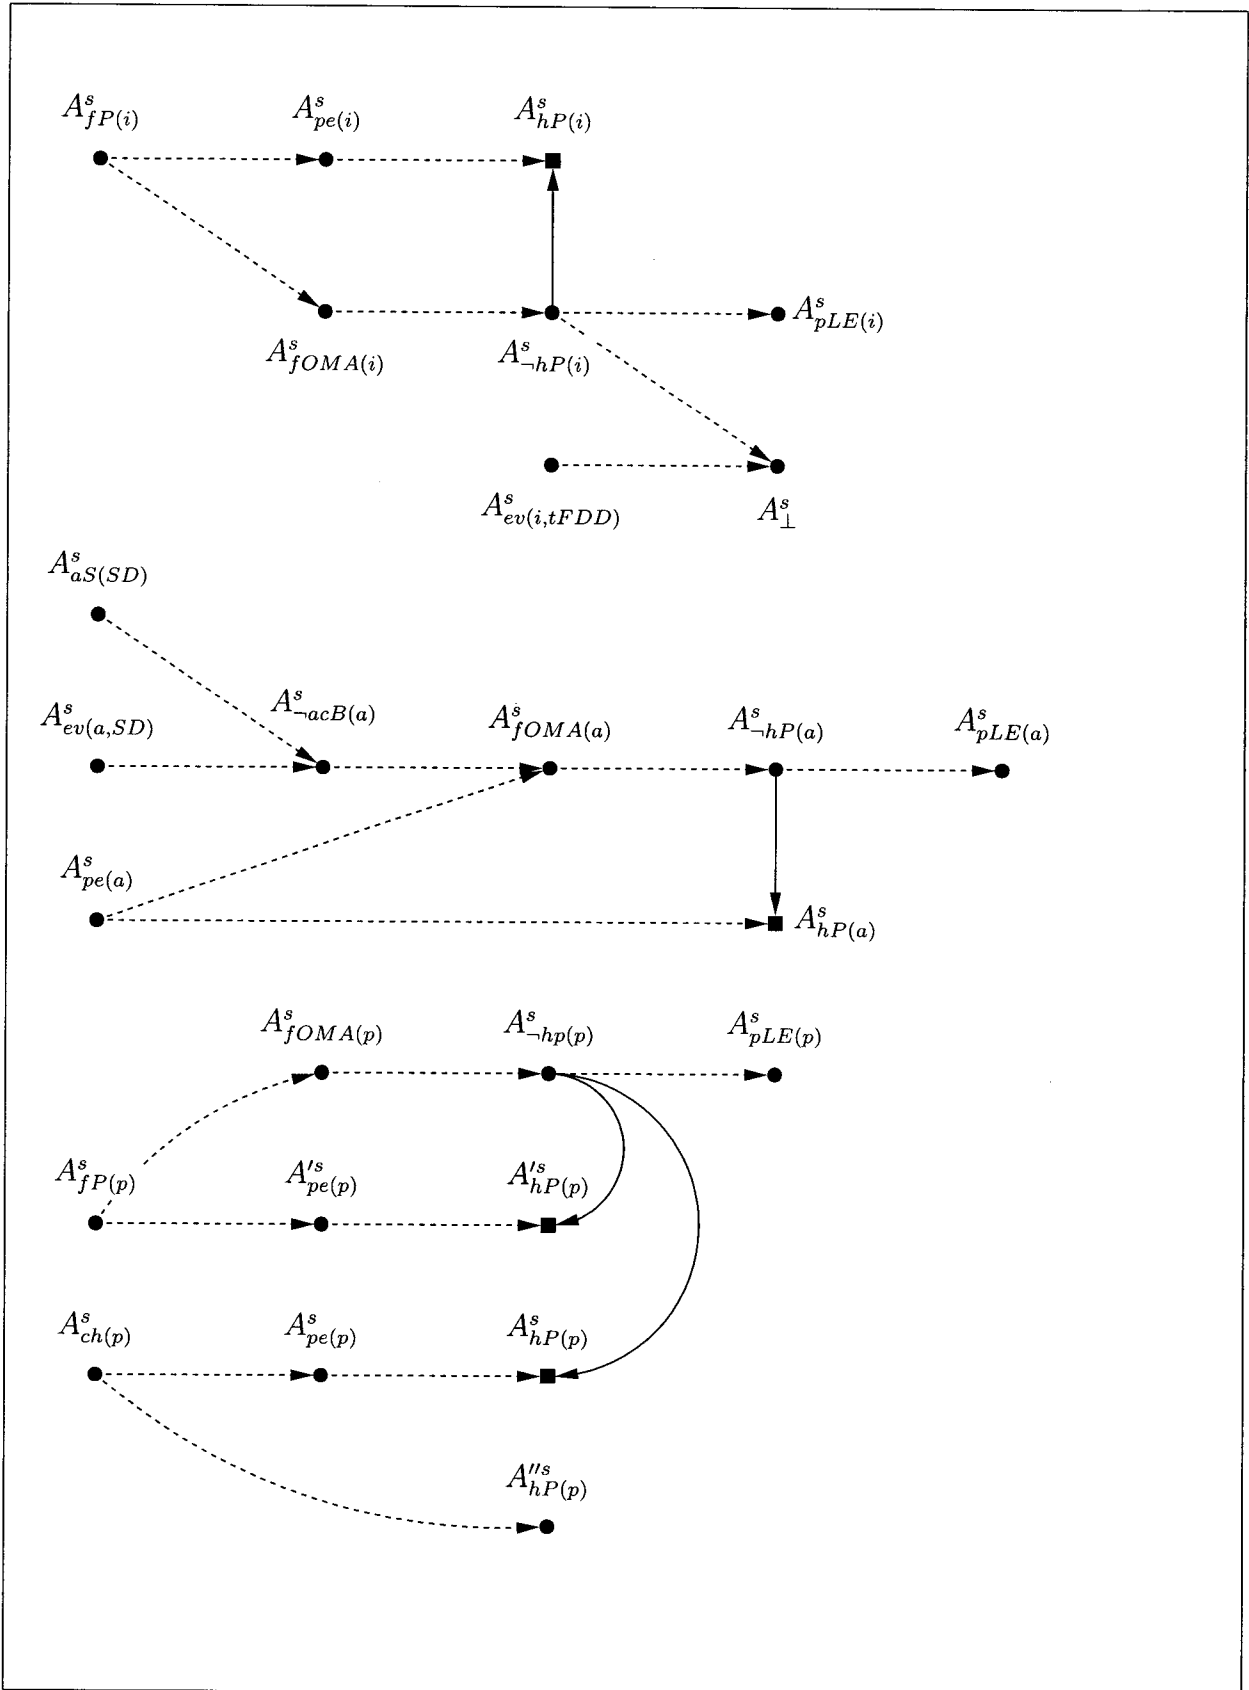 A^s_{fP(i)} A^s_{pe(i)} A^s_{hP(i)}
A^s_{pLE(i)}
A^s_{fOMA(i)} A^s_{¬hP(i)}
A^s_{ev(i,tFDD)} A^s_⊥
A^s_{aS(SD)}
A^s_{ev(a,SD)} A^s_{¬acB(a)} A^s_{fOMA(a)} A^s_{¬hP(a)} A^s_{pLE(a)}
A^s_{pe(a)}
A^s_{hP(a)}
A^s_{fOMA(p)} A^s_{¬hp(p)} A^s_{pLE(p)}
A^s_{fP(p)} A'^s_{pe(p)} A'^s_{hP(p)}
A^s_{ch(p)} A^s_{pe(p)} A^s_{hP(p)}
A''^s_{hP(p)}